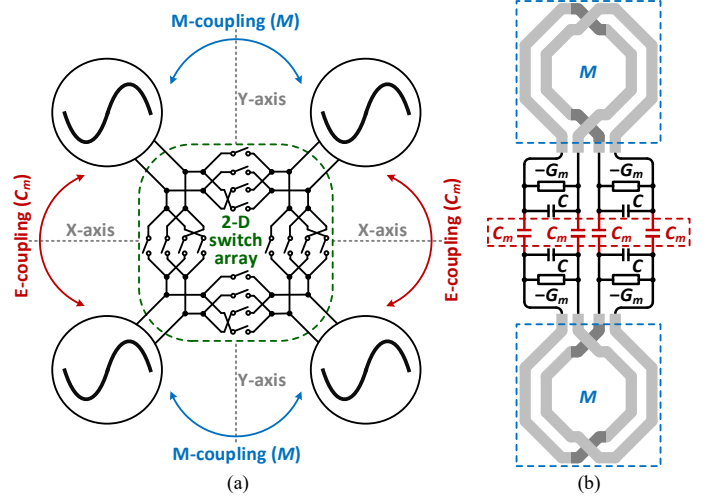 M-coupling (M)
Y-axis
E-coupling (Cm)
X-axis
2-D
switch
array
X-axis
E-coupling (Cm)
Y-axis
M-coupling (M)
(a)
M
−Gm
−Gm
C
C
Cm
Cm
Cm
Cm
C
C
−Gm
−Gm
M
(b)